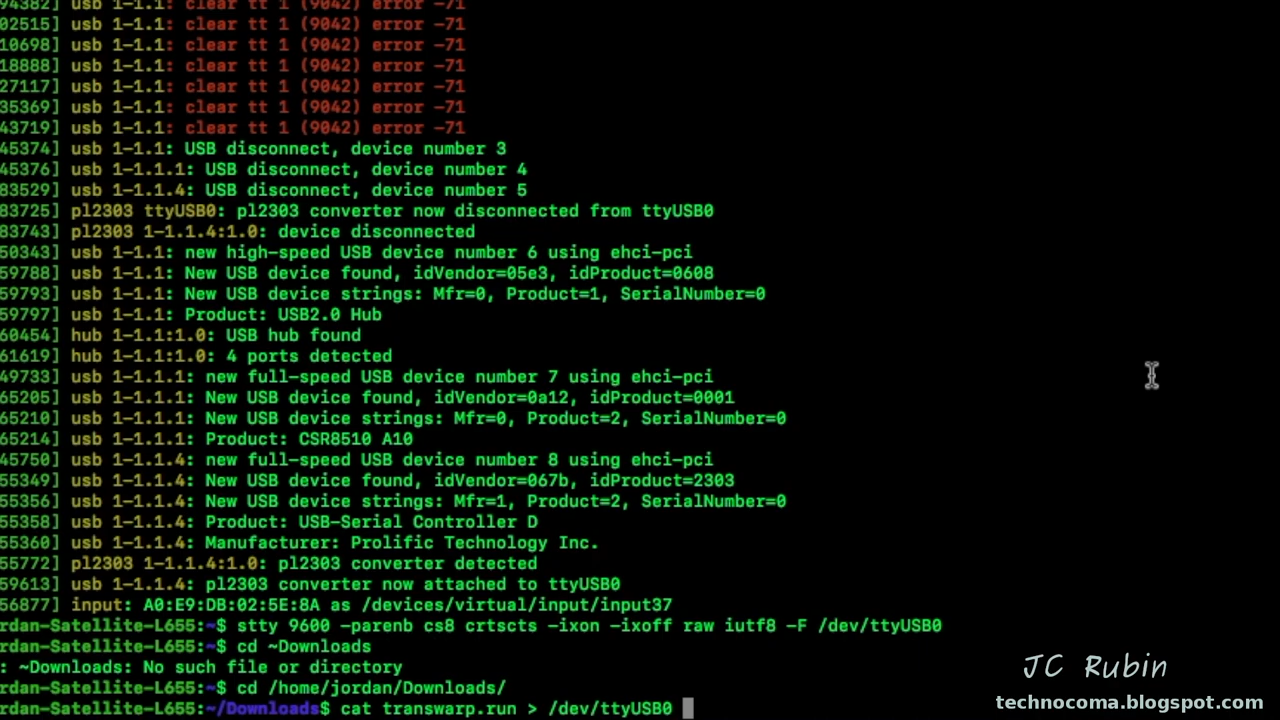 94382] usb 1-1.1: clear tt 1 (9042) error -71
02515] usb 1-1.1: clear tt 1 (9042) error -71
10698] usb 1-1.1: clear tt 1 (9042) error -71
18888] usb 1-1.1: clear tt 1 (9042) error -71
27117] usb 1-1.1: clear tt 1 (9042) error -71
35369] usb 1-1.1: clear tt 1 (9042) error -71
43719] usb 1-1.1: clear tt 1 (9042) error -71
45374] usb 1-1.1: USB disconnect, device number 3
45376] usb 1-1.1.1: USB disconnect, device number 4
83529] usb 1-1.1.4: USB disconnect, device number 5
83725] pl2303 ttyUSB0: pl2303 converter now disconnected from ttyUSB0
83743] pl2303 1-1.1.4:1.0: device disconnected
50343] usb 1-1.1: new high-speed USB device number 6 using ehci-pci
59788] usb 1-1.1: New USB device found, idVendor=05e3, idProduct=0608
59793] usb 1-1.1: New USB device strings: Mfr=0, Product=1, SerialNumber=0
59797] usb 1-1.1: Product: USB2.0 Hub
60454] hub 1-1.1:1.0: USB hub found
61619] hub 1-1.1:1.0: 4 ports detected
49733] usb 1-1.1.1: new full-speed USB device number 7 using ehci-pci
65205] usb 1-1.1.1: New USB device found, idVendor=0a12, idProduct=0001
65210] usb 1-1.1.1: New USB device strings: Mfr=0, Product=2, SerialNumber=0
65214] usb 1-1.1.1: Product: CSR8510 A10
45750] usb 1-1.1.4: new full-speed USB device number 8 using ehci-pci
55349] usb 1-1.1.4: New USB device found, idVendor=067b, idProduct=2303
55356] usb 1-1.1.4: New USB device strings: Mfr=1, Product=2, SerialNumber=0
55358] usb 1-1.1.4: Product: USB-Serial Controller D
55360] usb 1-1.1.4: Manufacturer: Prolific Technology Inc.
55772] pl2303 1-1.1.4:1.0: pl2303 converter detected
59613] usb 1-1.1.4: pl2303 converter now attached to ttyUSB0
56877] input: A0:E9:DB:02:5E:8A as /devices/virtual/input/input37
rdan-Satellite-L655:~$ stty 9600 -parenb cs8 crtscts -ixon -ixoff raw iutf8 -F /dev/ttyUSB0
rdan-Satellite-L655:~$ cd ~Downloads
: ~Downloads: No such file or directory
rdan-Satellite-L655:~$ cd /home/jordan/Downloads/
rdan-Satellite-L655:~/Downloads$ cat transwarp.run > /dev/ttyUSB0
JC Rubin
technocoma.blogspot.com